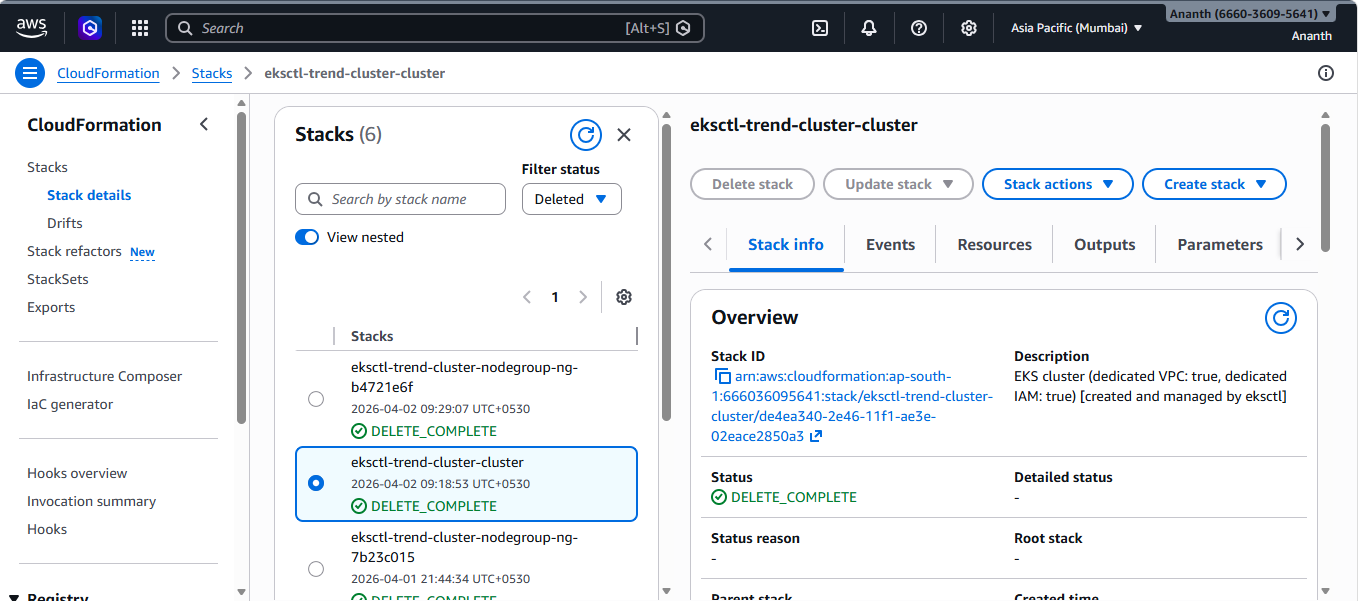 aws
Search
[Alt+S]
Asia Pacific (Mumbai)
Ananth (6660-3609-5641)
Ananth
CloudFormation
Stacks
eksctl-trend-cluster-cluster
CloudFormation
Stacks
Stack details
Drifts
Stack refactors New
StackSets
Exports
Infrastructure Composer
IaC generator
Hooks overview
Invocation summary
Hooks
Registry
Stacks (6)
Filter status
Search by stack name
Deleted
View nested
1
Stacks
eksctl-trend-cluster-nodegroup-ng-
b4721e6f
2026-04-02 09:29:07 UTC+0530
DELETE_COMPLETE
eksctl-trend-cluster-cluster
2026-04-02 09:18:53 UTC+0530
DELETE_COMPLETE
eksctl-trend-cluster-nodegroup-ng-
7b23c015
2026-04-01 21:44:34 UTC+0530
DELETE_COMPLETE
eksctl-trend-cluster-cluster
Delete stack
Update stack
Stack actions
Create stack
Stack info
Events
Resources
Outputs
Parameters
Overview
Stack ID
arn:aws:cloudformation:ap-south-
1:666036095641:stack/eksctl-trend-cluster-
cluster/de4ea340-2e46-11f1-ae3e-
02eace2850a3
Description
EKS cluster (dedicated VPC: true, dedicated
IAM: true) [created and managed by eksctl]
Status
DELETE_COMPLETE
Detailed status
-
Status reason
-
Root stack
-
Parent stack
Created time